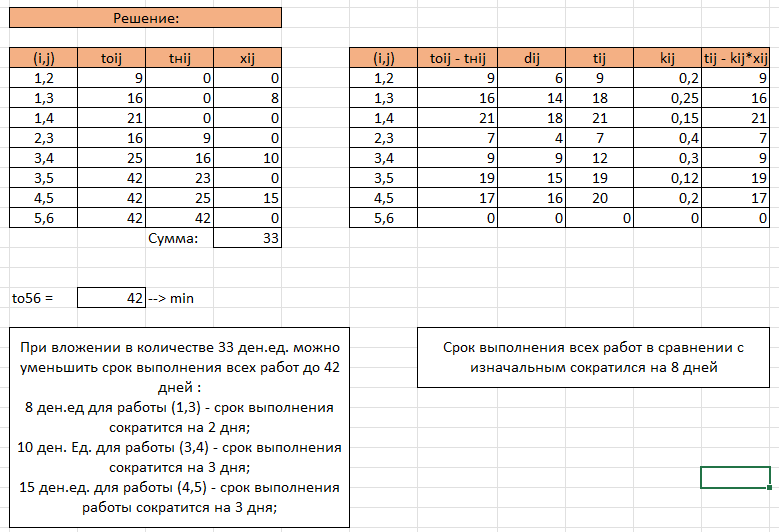 Решение:
(i,j) toij tнij xij (i,j) toij - tнij dij tij kij tij - kij*xij
1,2 9 0 0 1,2 9 6 9 0,2 9
1,3 16 0 8 1,3 16 14 18 0,25 16
1,4 21 0 0 1,4 21 18 21 0,15 21
2,3 16 9 0 2,3 7 4 7 0,4 7
3,4 25 16 10 3,4 9 9 12 0,3 9
3,5 42 23 0 3,5 19 15 19 0,12 19
4,5 42 25 15 4,5 17 16 20 0,2 17
5,6 42 42 0 5,6 0 0 0 0 0
Сумма: 33
to56 = 42 --> min
При вложении в количестве 33 ден.ед. можно
уменьшить срок выполнения всех работ до 42
дней :
8 ден.ед для работы (1,3) - срок выполнения
сократится на 2 дня;
10 ден. Ед. для работы (3,4) - срок выполнения
сократится на 3 дня;
15 ден.ед. для работы (4,5) - срок выполнения
работы сократится на 3 дня;
Срок выполнения всех работ в сравнении с
изначальным сократился на 8 дней